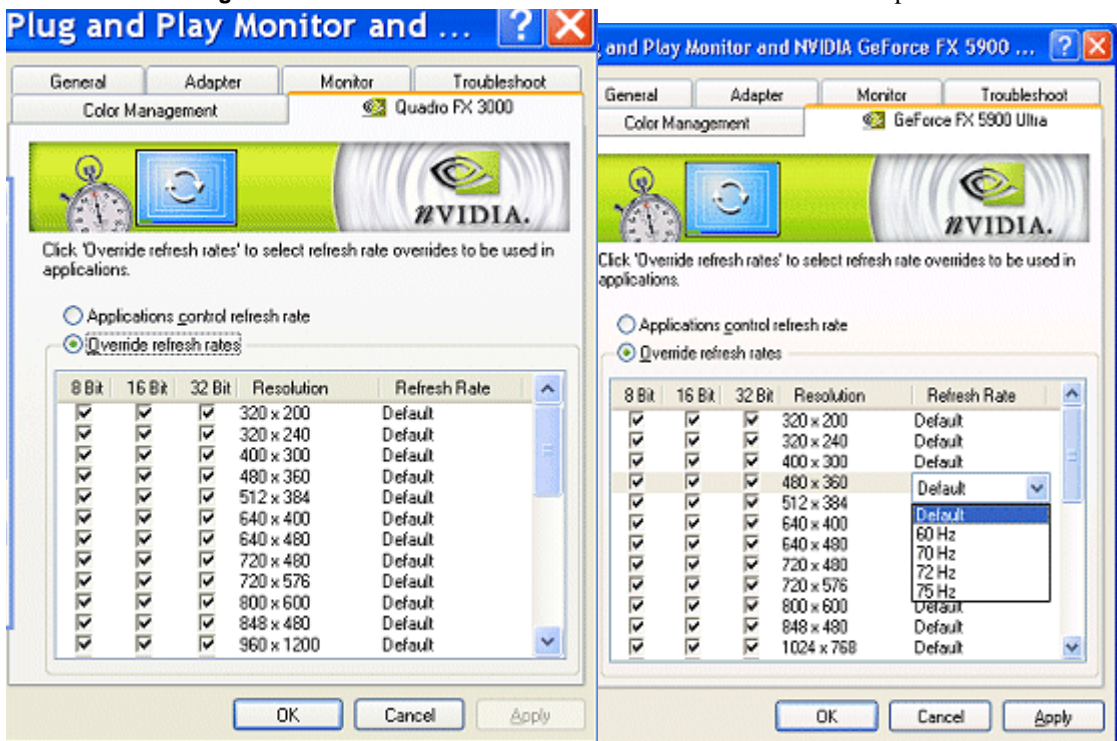 Plug and Play Monitor and ...
General Adapter Monitor Troubleshoot
Color Management Quadro FX 3000
nVIDIA.
Click 'Override refresh rates' to select refresh rate overrides to be used in
applications.
Applications control refresh rate
Override refresh rates
8 Bit 16 Bit 32 Bit Resolution Refresh Rate
320 x 200 Default
320 x 240 Default
400 x 300 Default
480 x 360 Default
512 x 384 Default
640 x 400 Default
640 x 480 Default
720 x 480 Default
720 x 576 Default
800 x 600 Default
848 x 480 Default
960 x 1200 Default
OK Cancel Apply
and Play Monitor and NVIDIA GeForce FX 5900 ...
General Adapter Monitor Troubleshoot
Color Management GeForce FX 5900 Ultra
nVIDIA.
Click 'Override refresh rates' to select refresh rate overrides to be used in
applications.
Applications control refresh rate
Override refresh rates
8 Bit 16 Bit 32 Bit Resolution Refresh Rate
320 x 200 Default
320 x 240 Default
400 x 300 Default
480 x 360 Default
512 x 384
Default
640 x 400
60 Hz
640 x 480
70 Hz
720 x 480
72 Hz
720 x 576
75 Hz
800 x 600 Default
848 x 480 Default
1024 x 768 Default
OK Cancel Apply